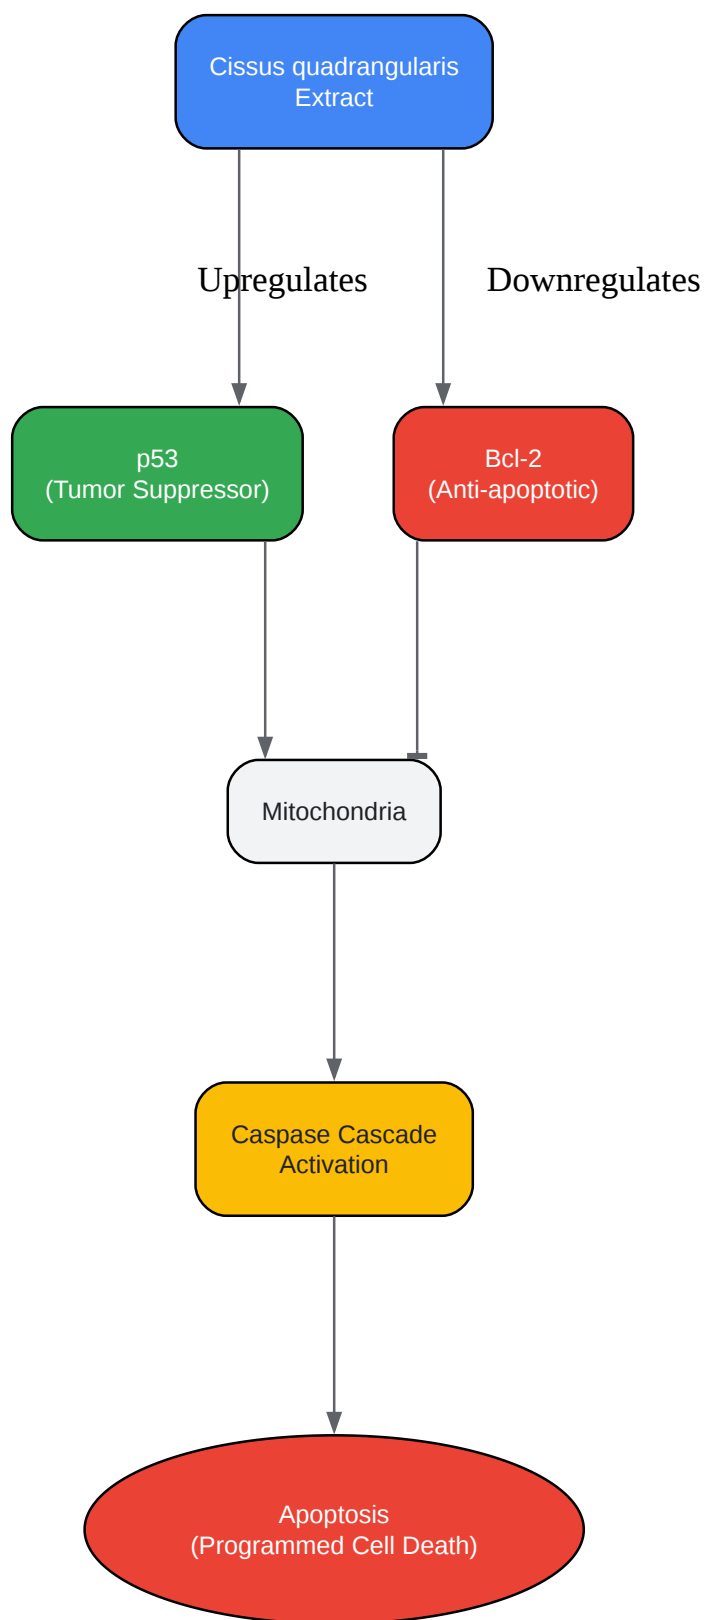 Cissus quadrangularis
Extract
Upregulates
Downregulates
p53
(Tumor Suppressor)
Bcl-2
(Anti-apoptotic)
Mitochondria
Caspase Cascade
Activation
Apoptosis
(Programmed Cell Death)